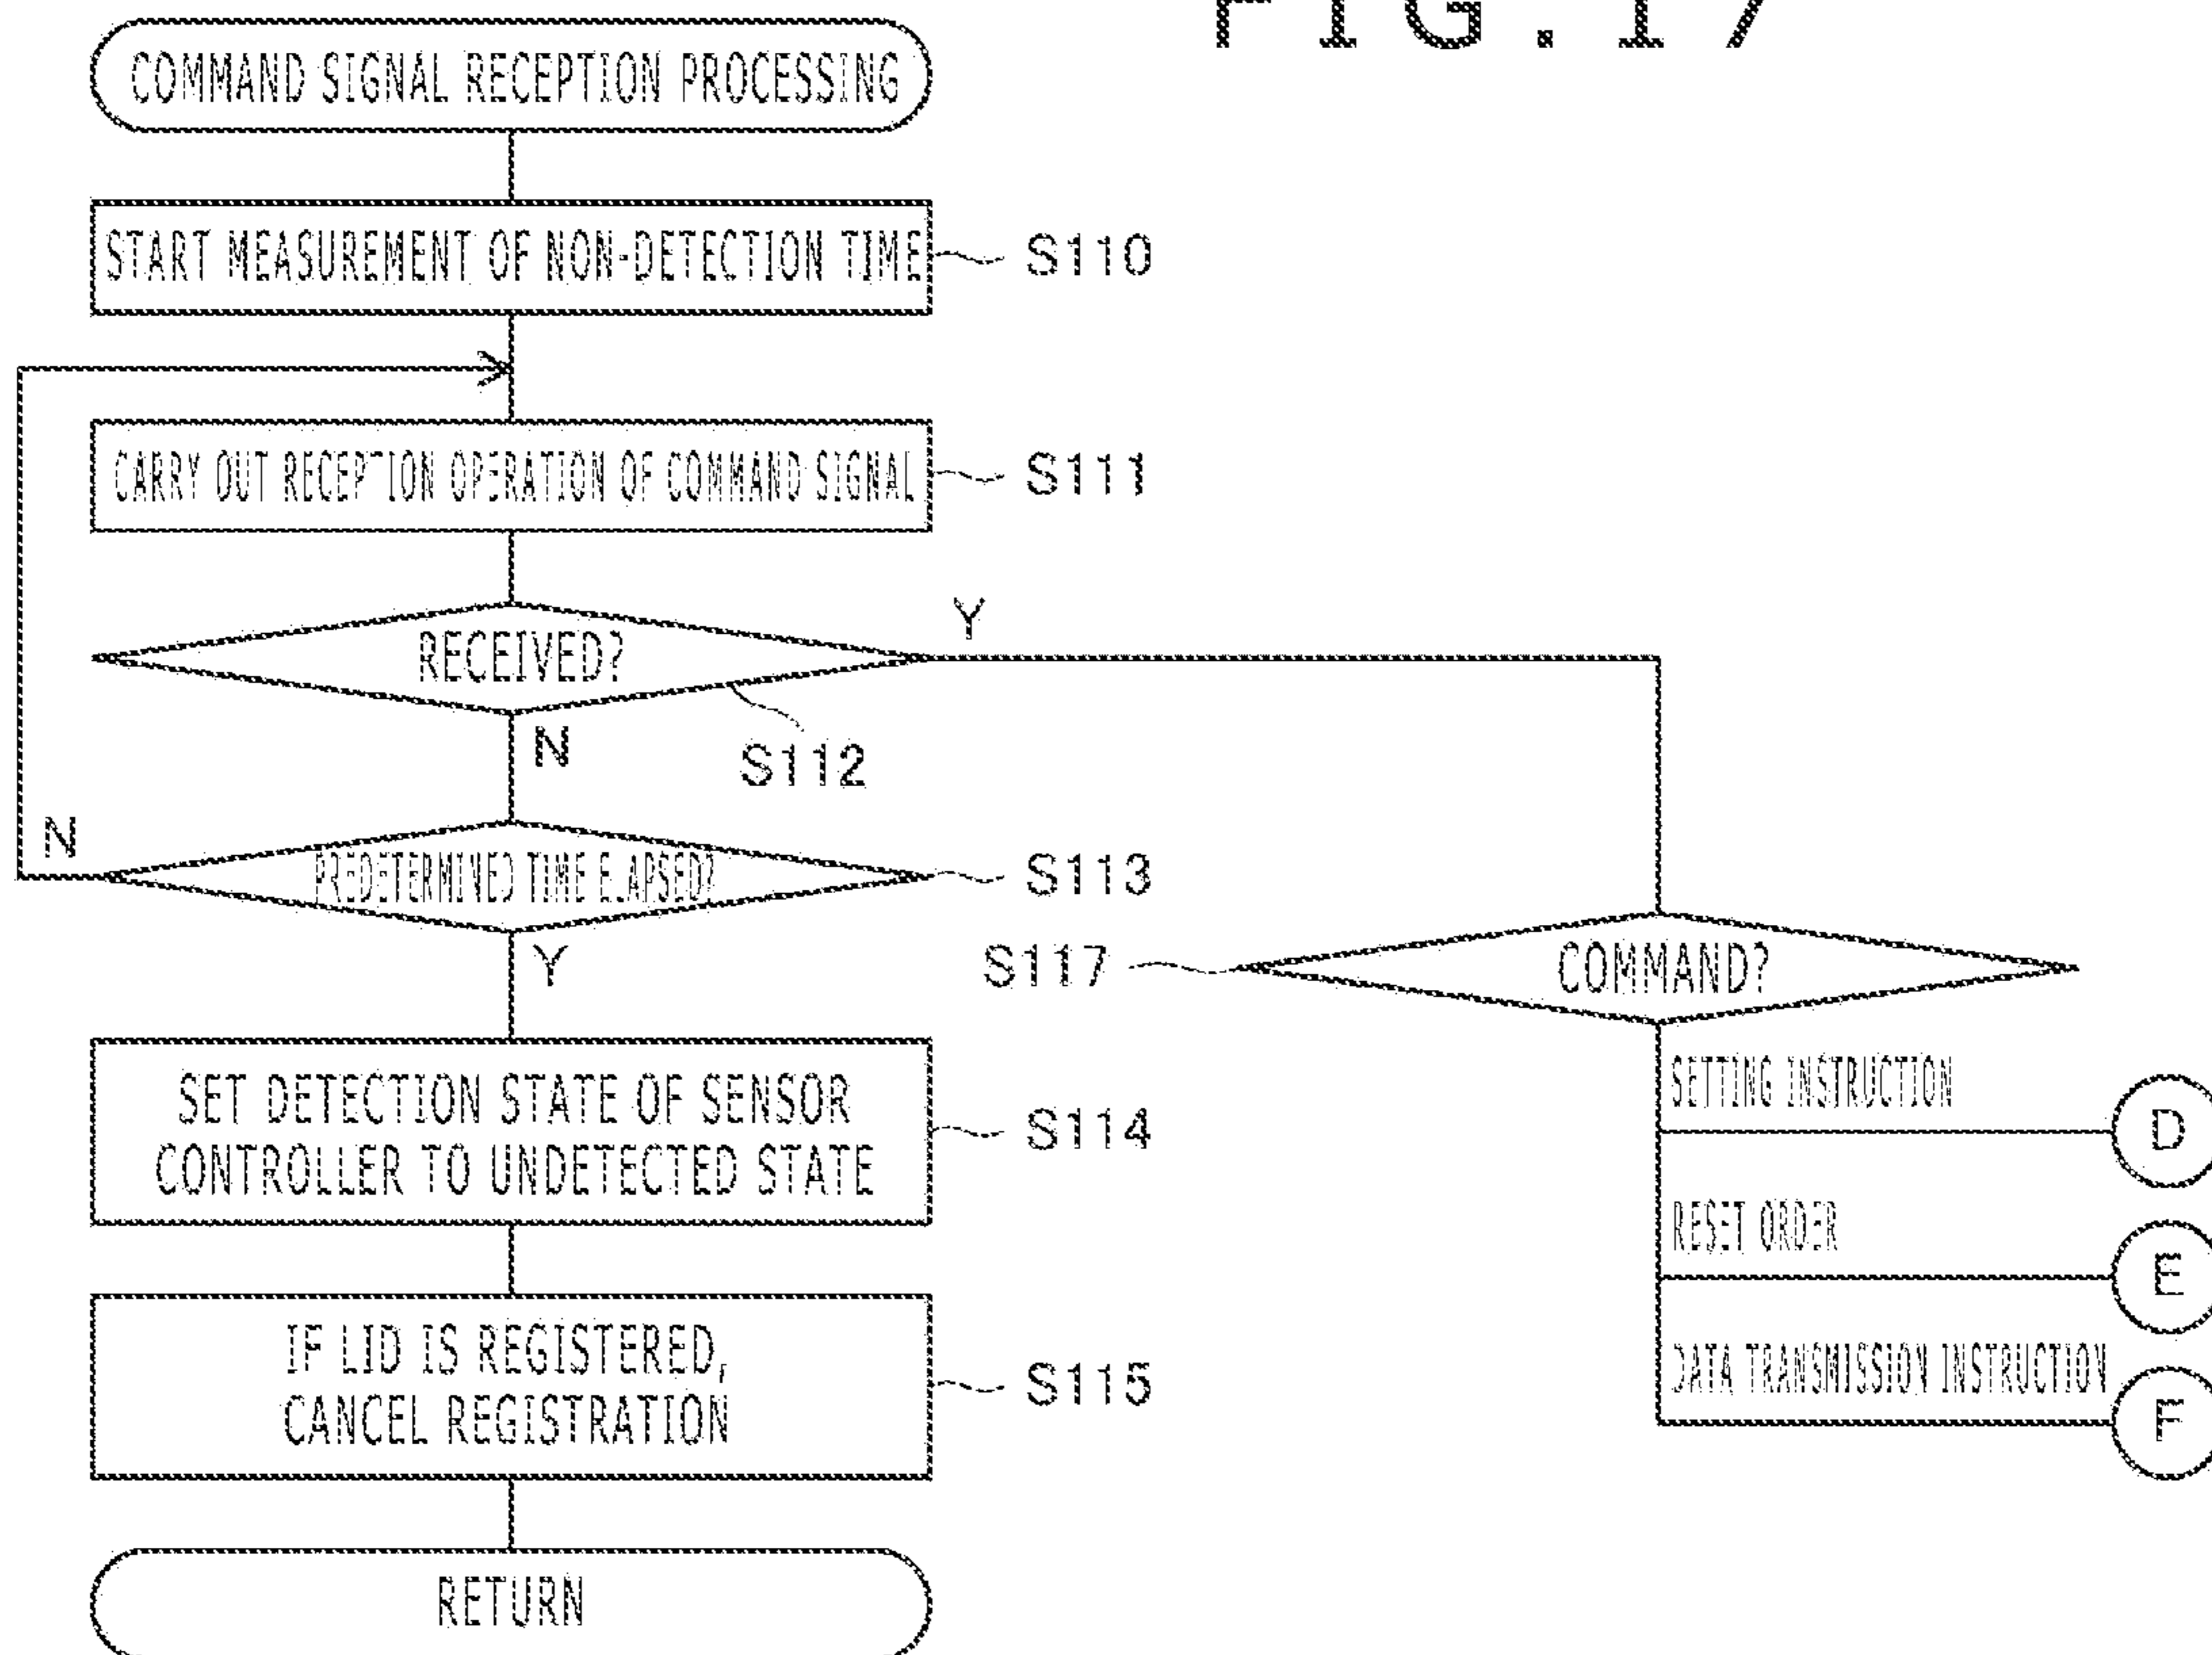 FIG.17
COMMAND SIGNAL RECEPTION PROCESSING
START MEASUREMENT OF NON-DETECTION TIME
S110
CARRY OUT RECEPTION OPERATION OF COMMAND SIGNAL
S111
RECEIVED?
Y
N
S112
N
PREDETERMINED TIME ELAPSED?
S113
Y
S117
COMMAND?
SET DETECTION STATE OF SENSOR
CONTROLLER TO UNDETECTED STATE
S114
SETTING INSTRUCTION
D
RESET ORDER
E
IF LID IS REGISTERED,
CANCEL REGISTRATION
S115
DATA TRANSMISSION INSTRUCTION
F
RETURN